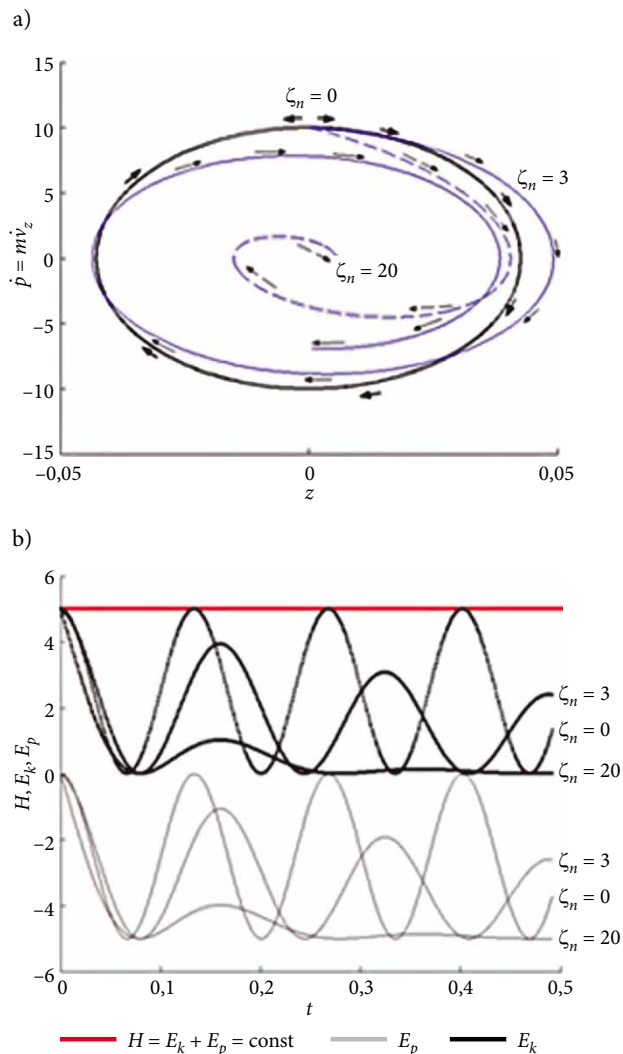 a)
15
10
5
0
−5
−10
−15
ṗ = mv̇z
ζn = 0
ζn = 3
ζn = 20
−0,05
0
0,05
z
b)
6
4
2
0
−2
−4
−6
H, Ek, Ep
ζn = 3
ζn = 0
ζn = 20
ζn = 3
ζn = 0
ζn = 20
0
0,1
0,2
0,3
0,4
0,5
t
H = Ek + Ep = const
Ep
Ek